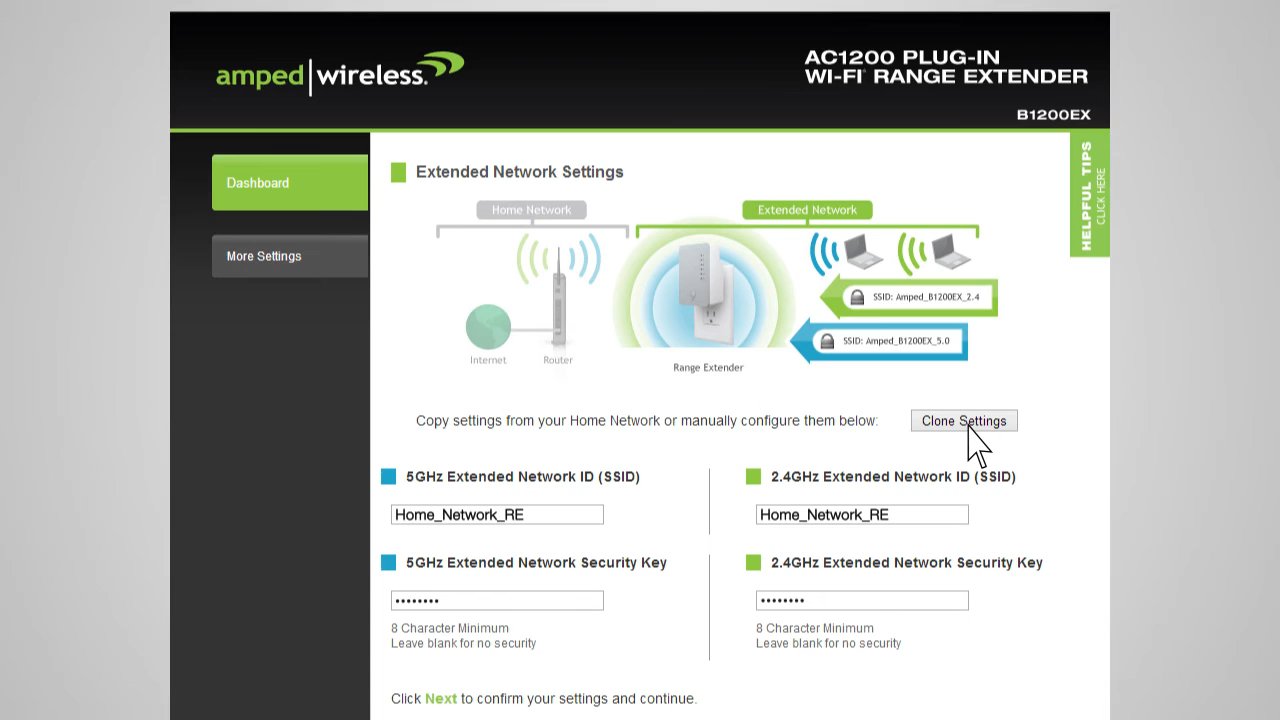 amped wireless.
AC1200 PLUG-IN
WI-FI® RANGE EXTENDER
B1200EX
Dashboard
More Settings
HELPFUL TIPS
CLICK HERE
Extended Network Settings
Home Network
Extended Network
SSID: Amped_B1200EX_2.4
SSID: Amped_B1200EX_5.0
Internet
Router
Range Extender
Copy settings from your Home Network or manually configure them below:
Clone Settings
5GHz Extended Network ID (SSID)
2.4GHz Extended Network ID (SSID)
Home_Network_RE
Home_Network_RE
5GHz Extended Network Security Key
2.4GHz Extended Network Security Key
••••••••
••••••••
8 Character Minimum
Leave blank for no security
8 Character Minimum
Leave blank for no security
Click Next to confirm your settings and continue.